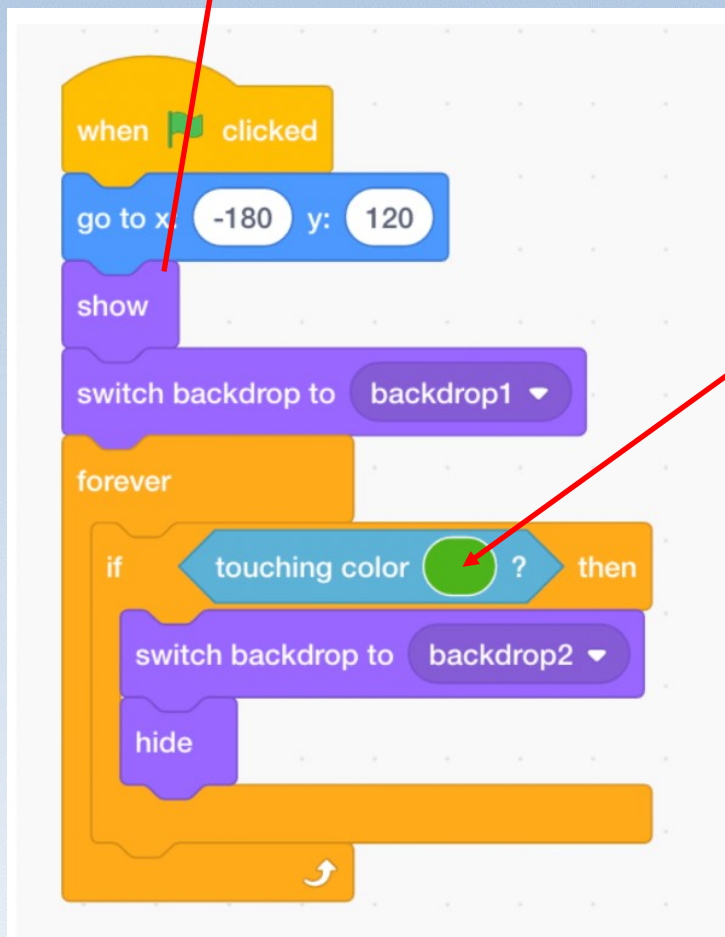 when clicked
go to x: -180 y: 120
show
switch backdrop to backdrop1
forever
if touching color ? then
switch backdrop to backdrop2
hide